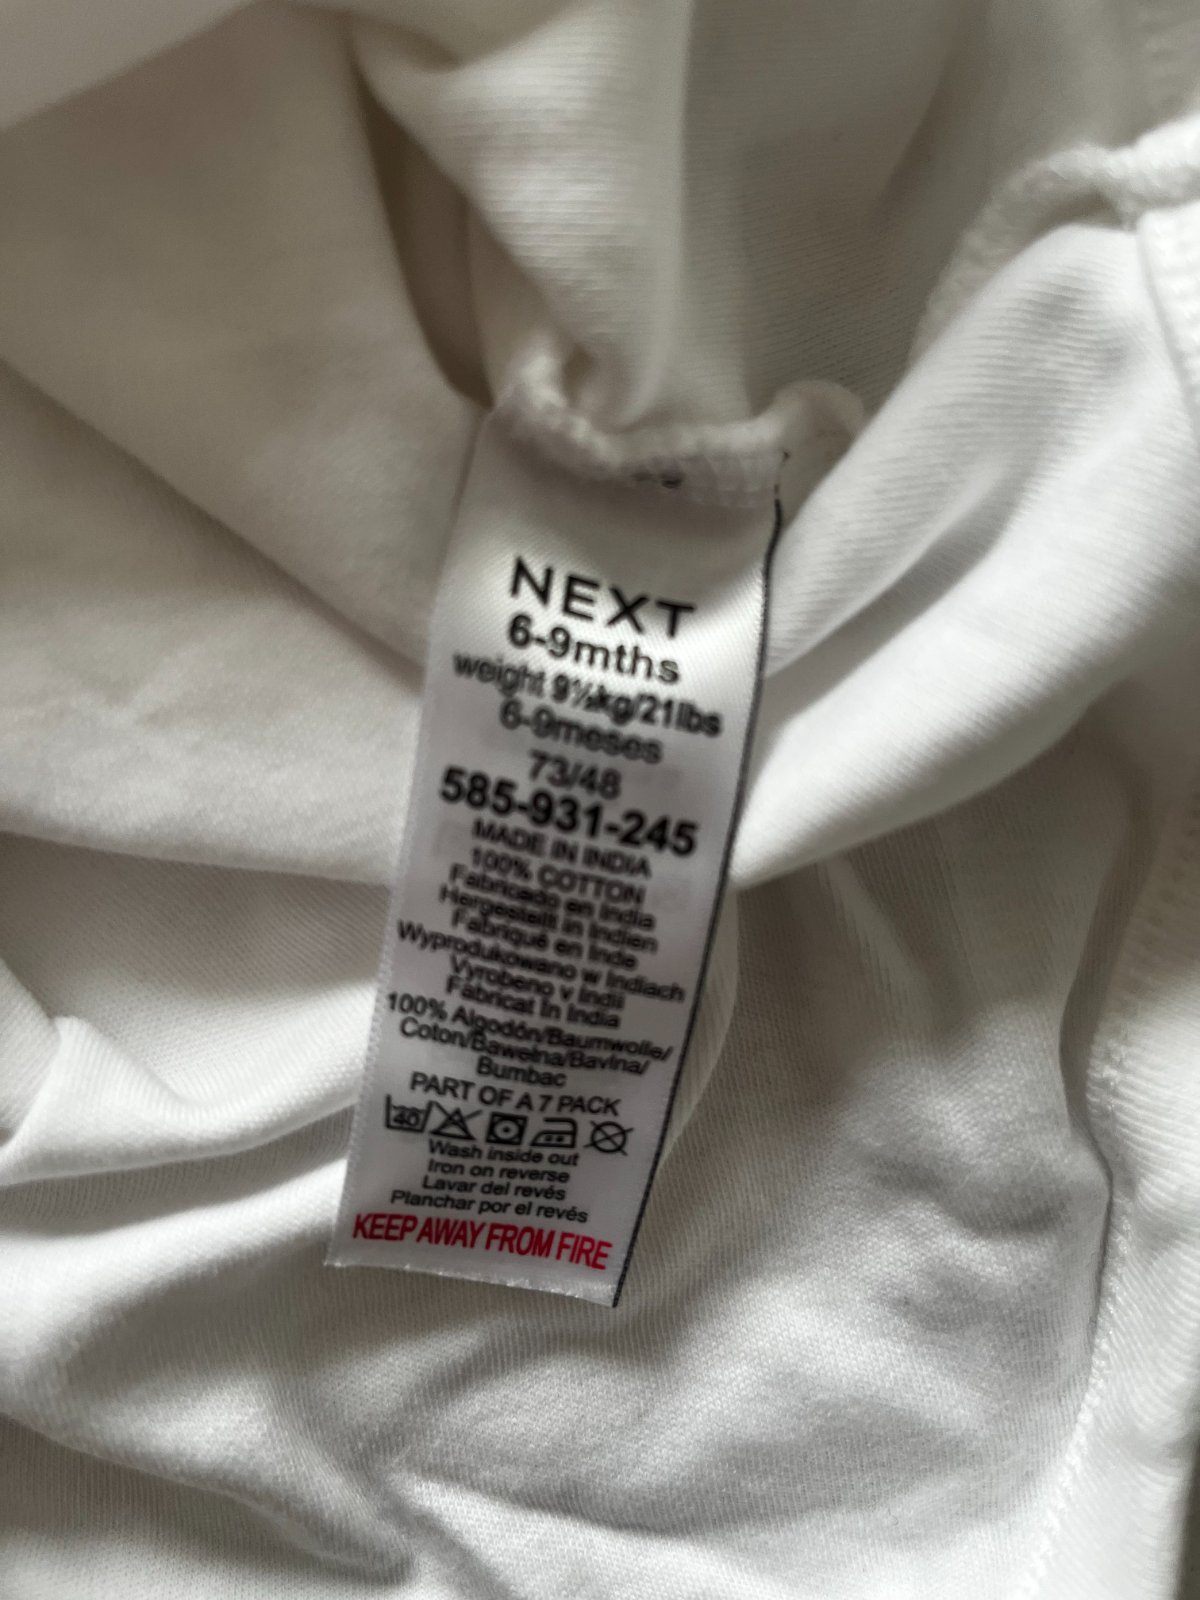 NEXT
6-9mths
weight 9½kg/21lbs
6-9meses
73/48
585-931-245
MADE IN INDIA
100% COTTON
Fabricado en India
Hergestellt in Indien
Fabriqué en Inde
Wyprodukowano w Indiach
Vyrobeno v Indii
Fabricat în India
100% Algodón/Baumwolle/
Coton/Bawełna/Bavlna/
Bumbac
PART OF A 7 PACK
40
Wash inside out
Iron on reverse
Lavar del revés
Planchar por el revés
KEEP AWAY FROM FIRE